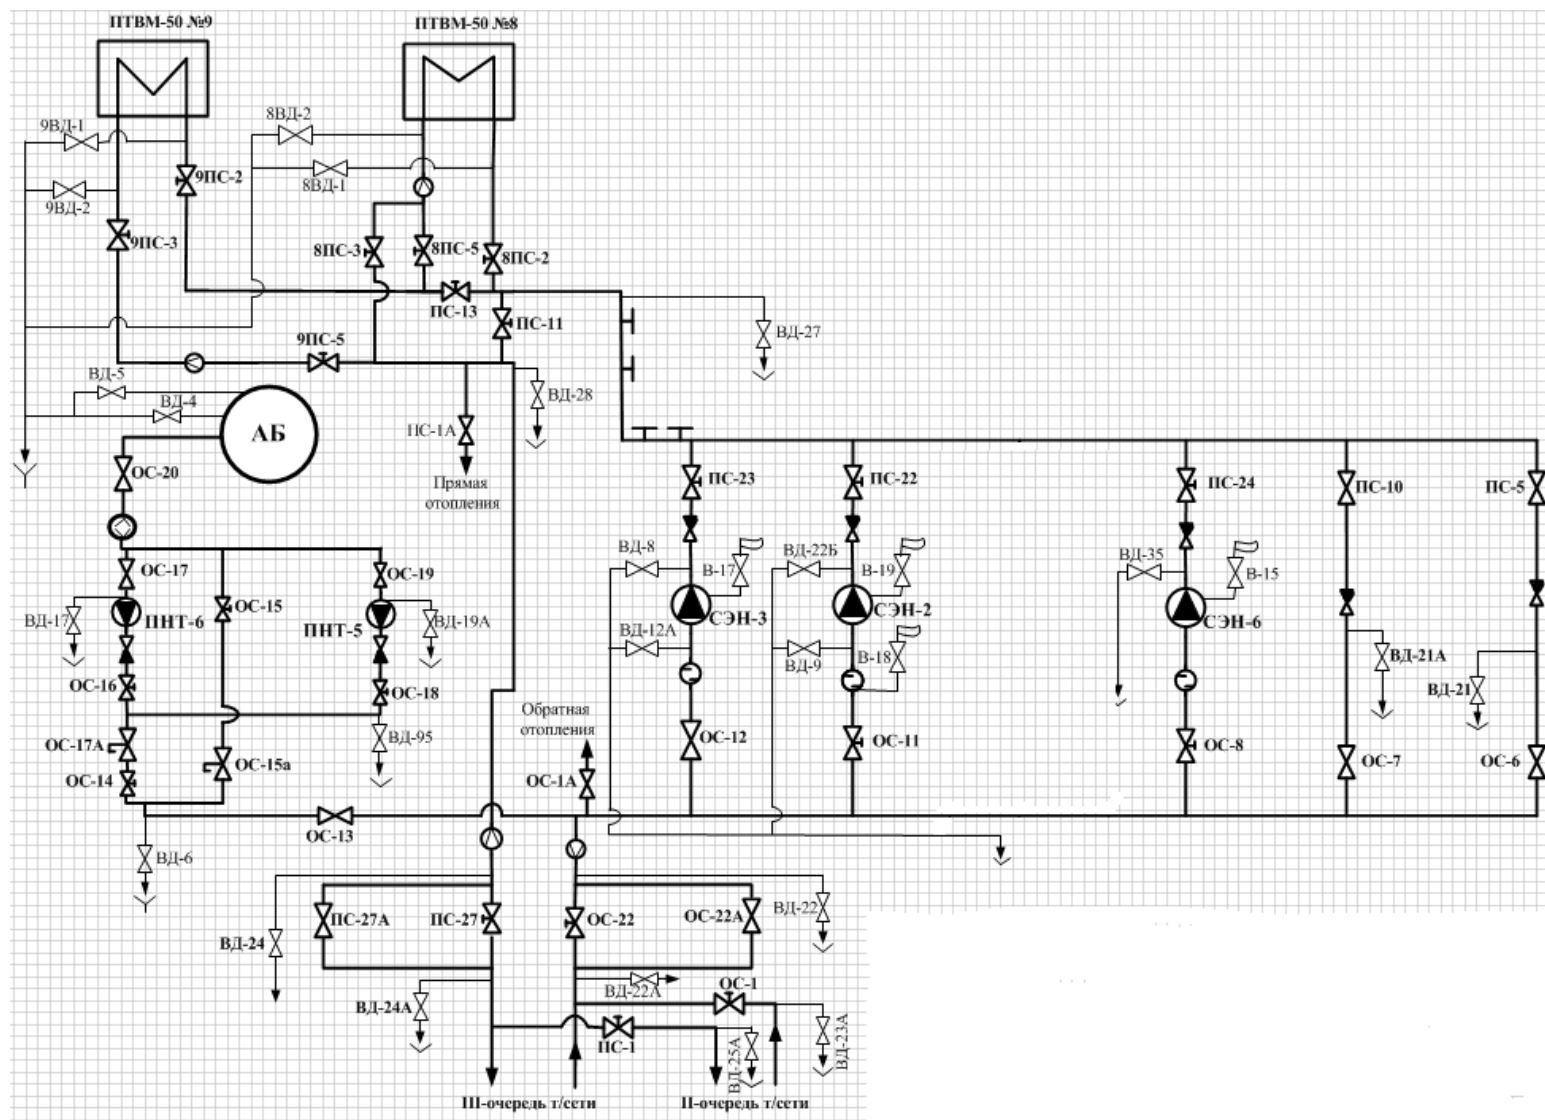 ПТВМ-50 №9
ПТВМ-50 №8
9ВД-1
8ВД-2
9ПС-2
8ВД-1
9ВД-2
9ПС-3
8ПС-3
8ПС-5
8ПС-2
ПС-13
ПС-11
ВД-27
9ПС-5
ВД-5
ВД-28
ВД-4
АБ
ПС-1А
ОС-20
Прямая
отопления
ПС-23
ПС-22
ПС-24
ПС-10
ПС-5
ОС-17
ОС-19
ВД-8
В-17
ВД-22Б
В-19
ВД-35
В-15
ОС-15
ВД-17
ПНТ-6
ПНТ-5
ВД-19А
СЭН-3
СЭН-2
СЭН-6
ВД-12А
ВД-9
В-18
ВД-21А
ОС-16
ОС-18
ВД-21
Обратная
отопления
ОС-17А
ВД-95
ОС-12
ОС-11
ОС-8
ОС-7
ОС-6
ОС-15а
ОС-14
ОС-1А
ОС-13
ВД-6
ПС-27А
ПС-27
ОС-22
ОС-22А
ВД-22
ВД-24
ВД-22А
ОС-1
ВД-24А
ПС-1
ВД-25А
ВД-23А
III-очередь т/сети
II-очередь т/сети